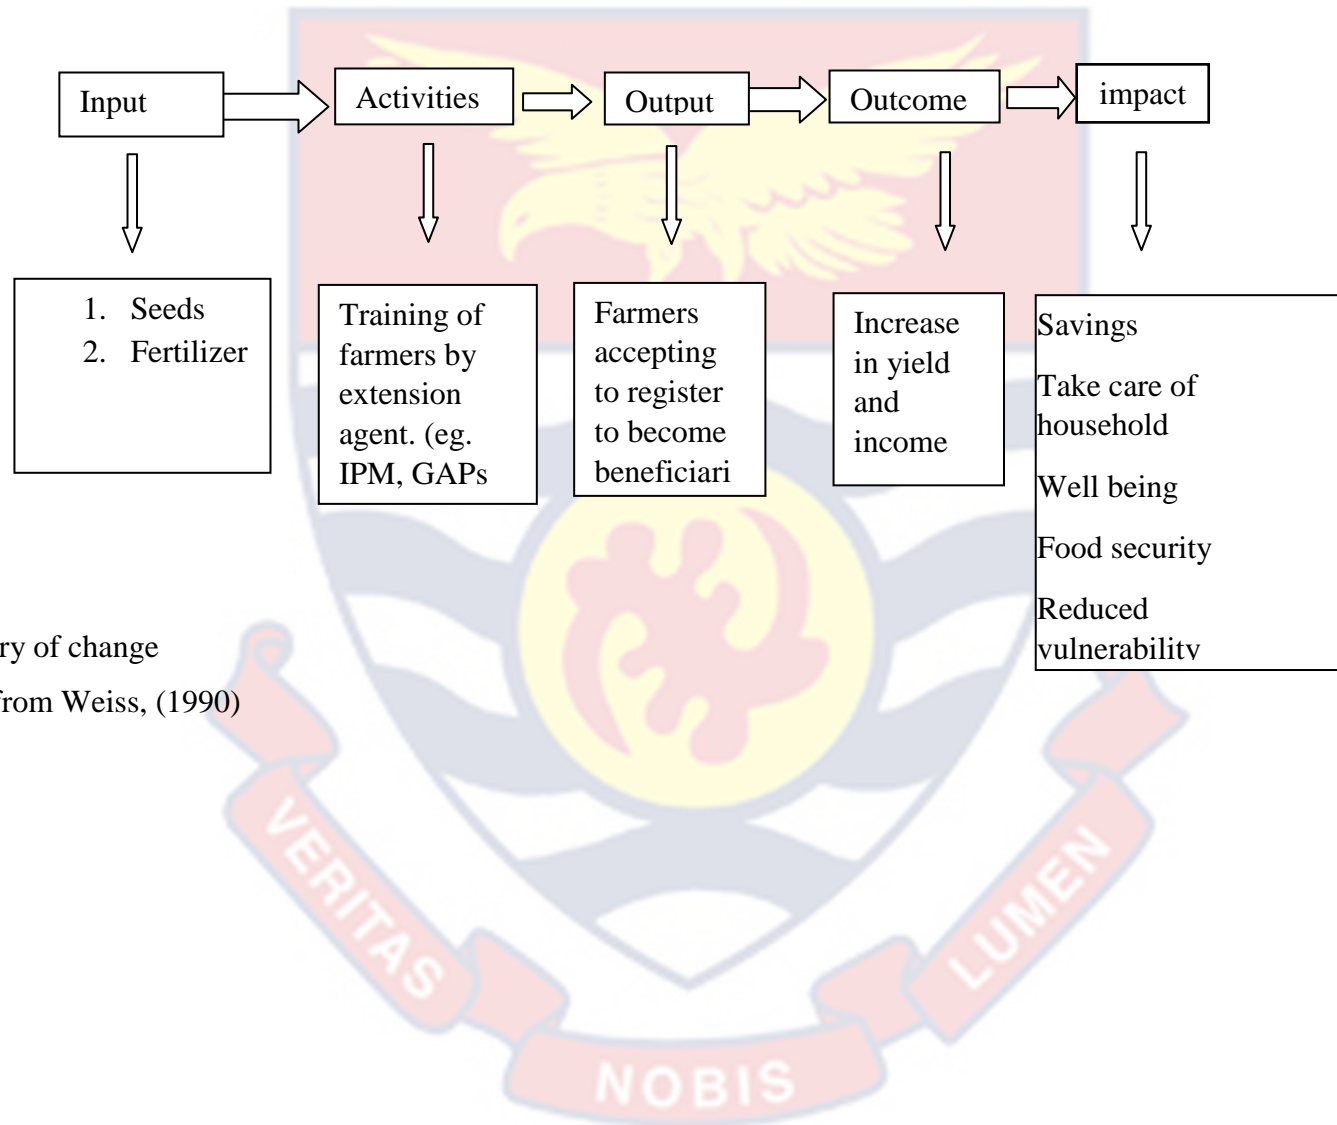 Input
Activities
Output
Outcome
impact
1. Seeds
2. Fertilizer
Training of
farmers by
extension
agent. (eg.
IPM, GAPs
Farmers
accepting
to register
to become
beneficiari
Increase
in yield
and
income
Savings
Take care of
household
Well being
Food security
Reduced
vulnerability
ry of change
from Weiss, (1990)
VERITAS
NOBIS
LUMEN